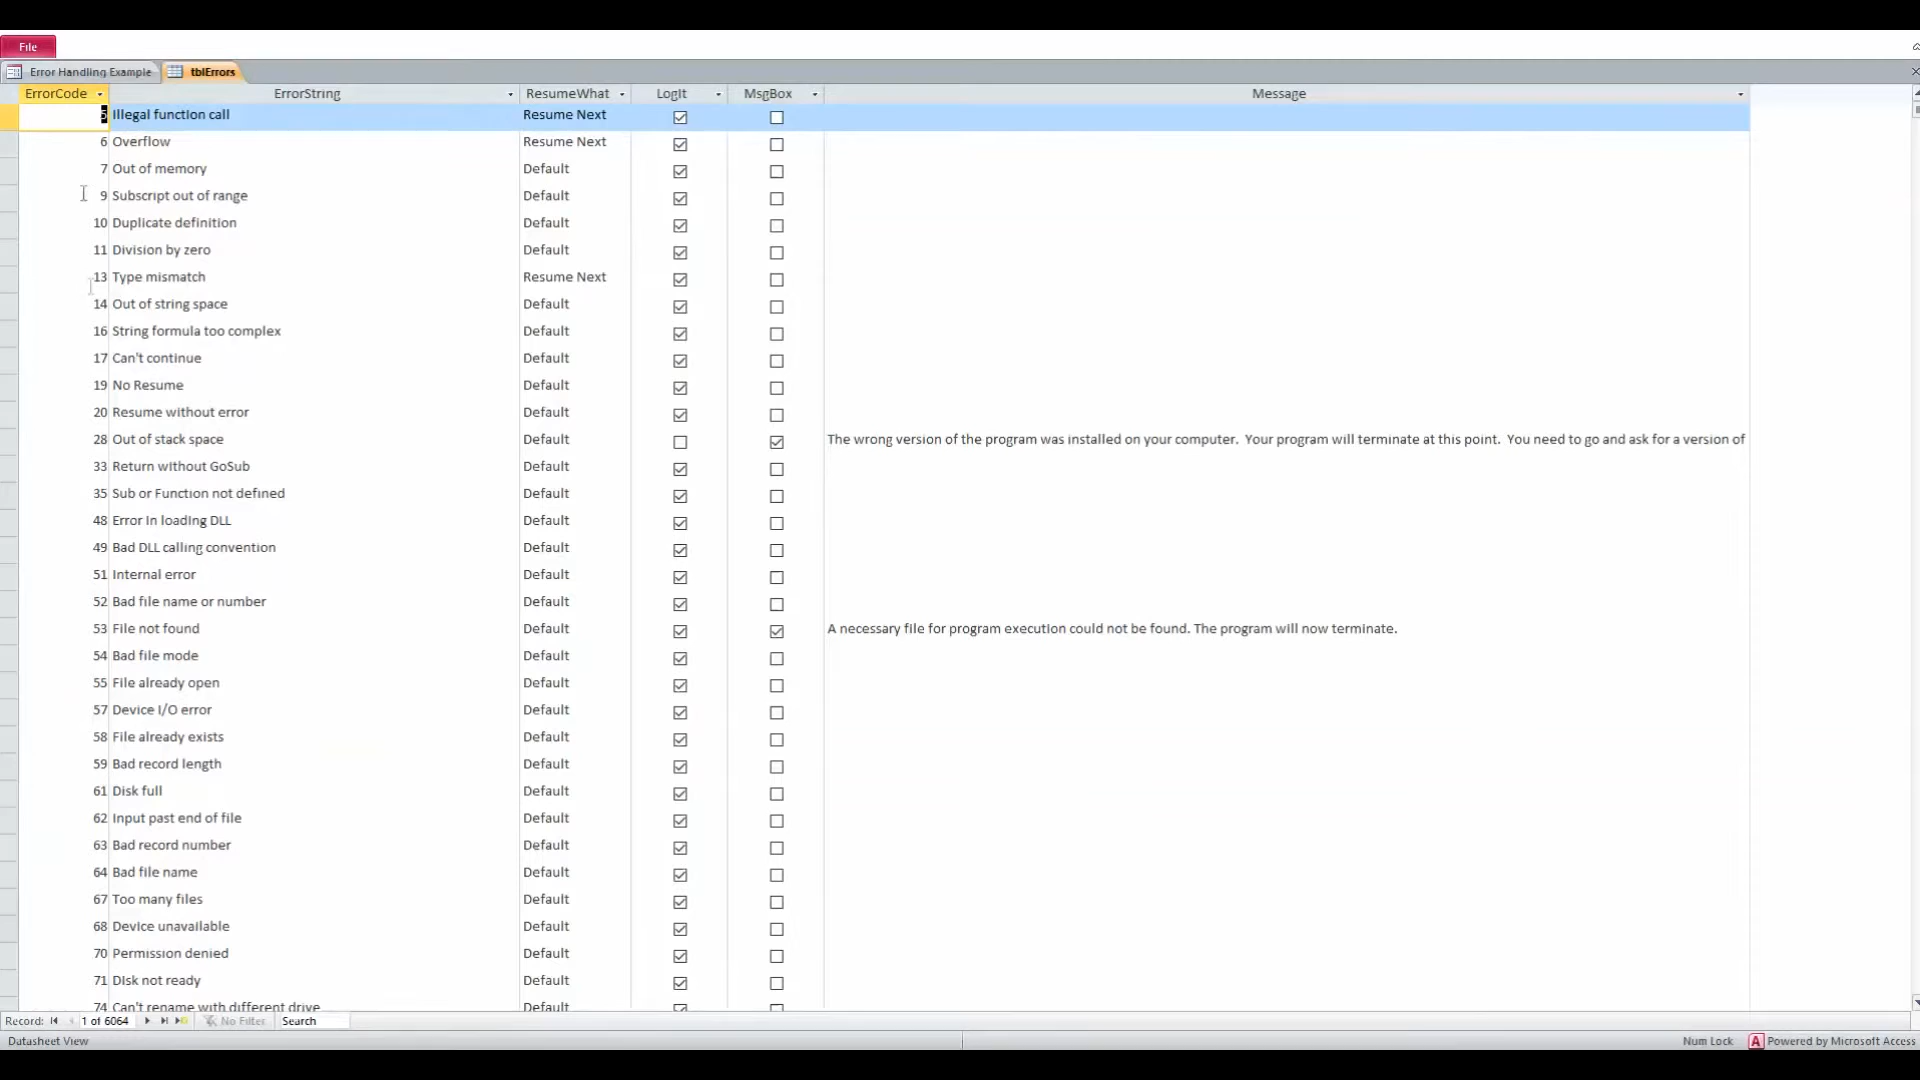 File
Error Handling Example tblErrors
ErrorCode ErrorString ResumeWhat LogIt MsgBox Message
5 Illegal function call Resume Next
6 Overflow Resume Next
7 Out of memory Default
9 Subscript out of range Default
10 Duplicate definition Default
11 Division by zero Default
13 Type mismatch Resume Next
14 Out of string space Default
16 String formula too complex Default
17 Can't continue Default
19 No Resume Default
20 Resume without error Default
28 Out of stack space Default The wrong version of the program was installed on your computer. Your program will terminate at this point. You need to go and ask for a version of
33 Return without GoSub Default
35 Sub or Function not defined Default
48 Error in loading DLL Default
49 Bad DLL calling convention Default
51 Internal error Default
52 Bad file name or number Default
53 File not found Default A necessary file for program execution could not be found. The program will now terminate.
54 Bad file mode Default
55 File already open Default
57 Device I/O error Default
58 File already exists Default
59 Bad record length Default
61 Disk full Default
62 Input past end of file Default
63 Bad record number Default
64 Bad file name Default
67 Too many files Default
68 Device unavailable Default
70 Permission denied Default
71 Disk not ready Default
74 Can't rename with different drive Default
Record: 1 of 6064 No Filter Search
Datasheet View Num Lock A Powered by Microsoft Access